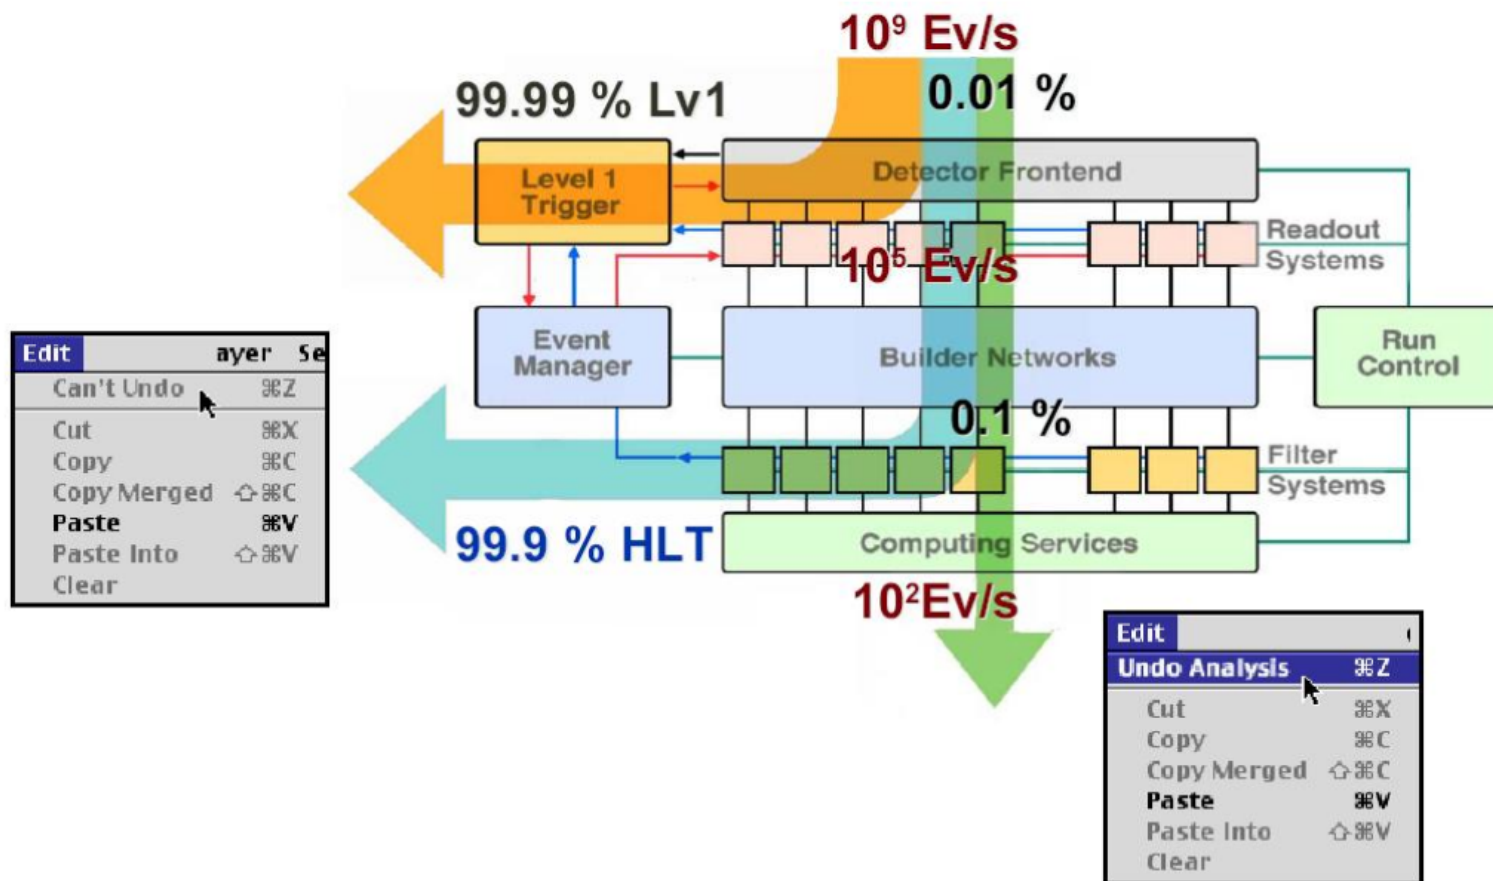 10⁹ Ev/s
99.99 % Lv1
0.01 %
Level 1
Trigger
Detector Frontend
Readout
Systems
10⁵ Ev/s
Event
Manager
Builder Networks
Run
Control
Edit ayer Se
Can't Undo ⌘Z
Cut ⌘X
Copy ⌘C
Copy Merged ⇧⌘C
Paste ⌘V
Paste Into ⇧⌘V
Clear
0.1 %
Filter
Systems
99.9 % HLT
Computing Services
10²Ev/s
Edit
Undo Analysis ⌘Z
Cut ⌘X
Copy ⌘C
Copy Merged ⇧⌘C
Paste ⌘V
Paste Into ⇧⌘V
Clear